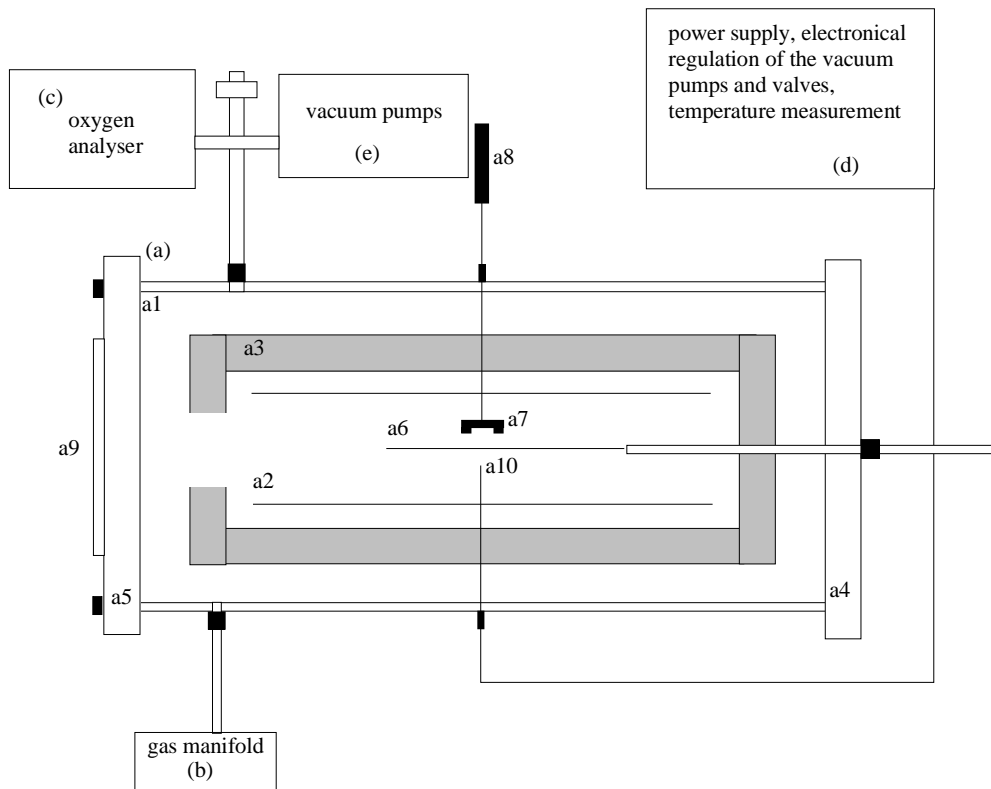 power supply, electronical
regulation of the vacuum
pumps and valves,
temperature measurement
(d)
(c)
oxygen
analyser
vacuum pumps
(e)
a8
(a)
a1
a3
a7
a6
a9
a10
a2
a5
a4
gas manifold
(b)